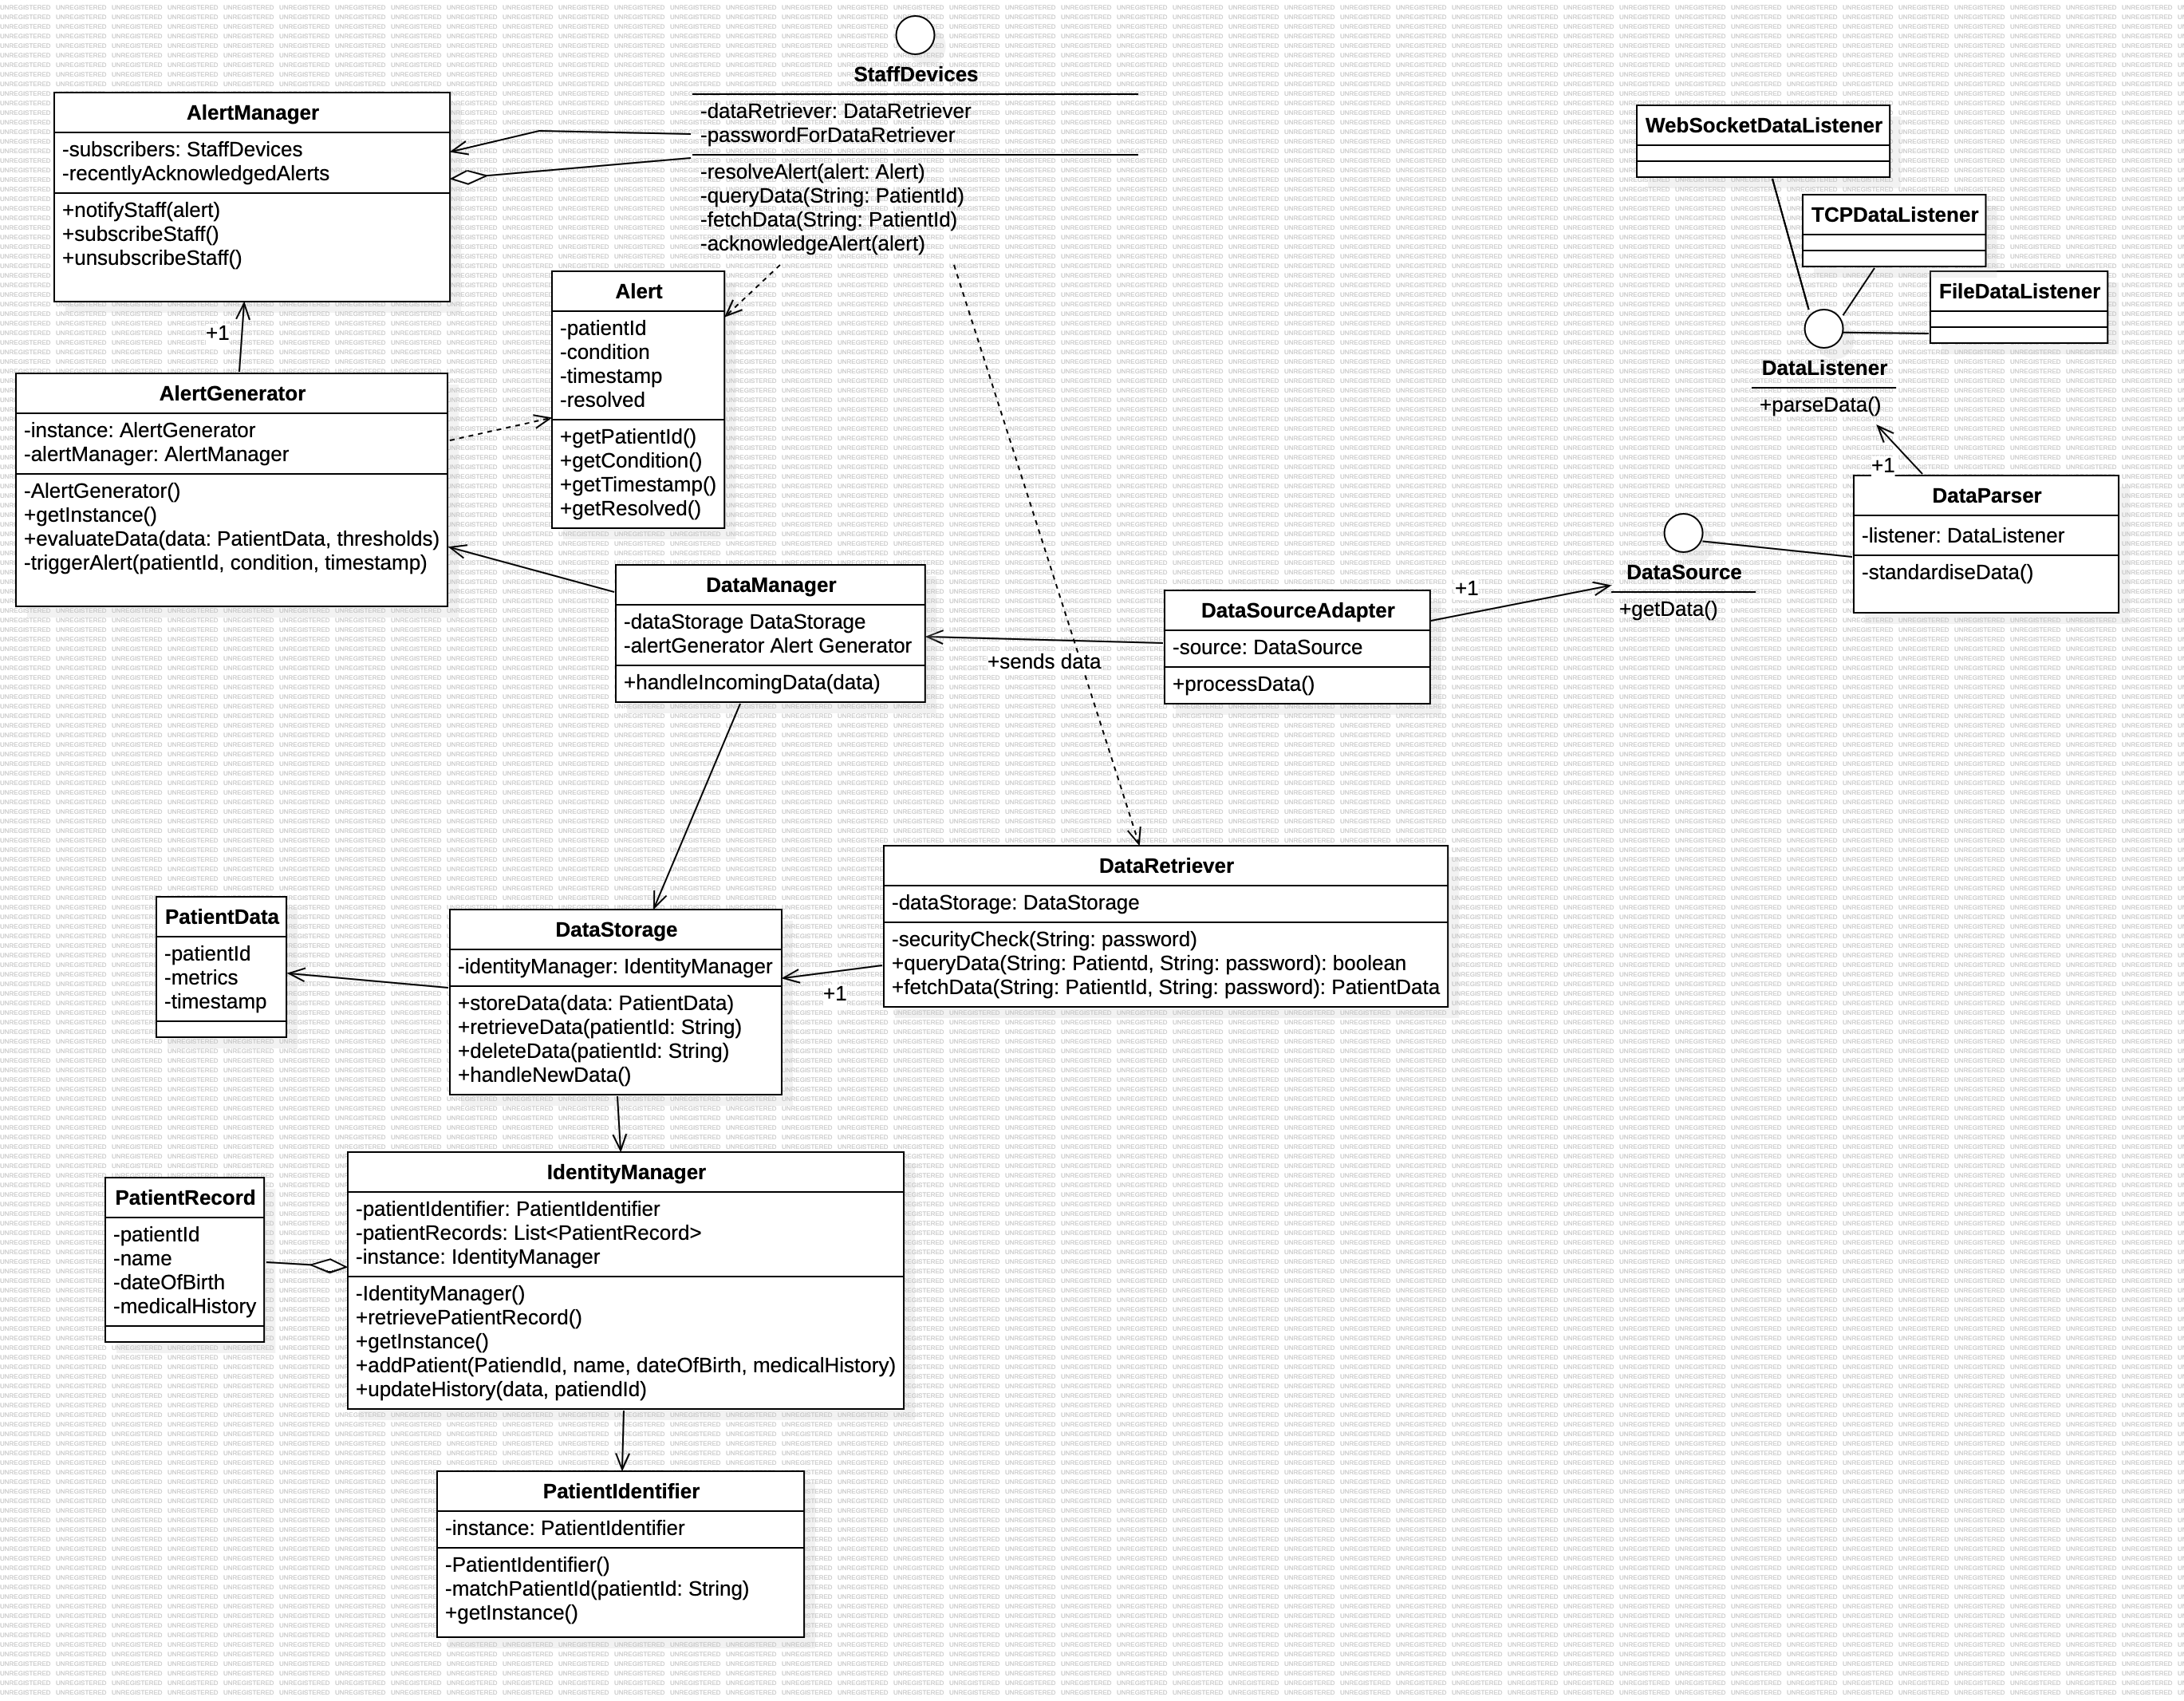 StaffDevices
-dataRetriever: DataRetriever
-passwordForDataRetriever
-resolveAlert(alert: Alert)
-queryData(String: PatientId)
-fetchData(String: PatientId)
-acknowledgeAlert(alert)
AlertManager
-subscribers: StaffDevices
-recentlyAcknowledgedAlerts
+notifyStaff(alert)
+subscribeStaff()
+unsubscribeStaff()
WebSocketDataListener
TCPDataListener
FileDataListener
DataListener
+parseData()
+1
Alert
-patientId
-condition
-timestamp
-resolved
+getPatientId()
+getCondition()
+getTimestamp()
+getResolved()
+1
AlertGenerator
-instance: AlertGenerator
-alertManager: AlertManager
-AlertGenerator()
+getInstance()
+evaluateData(data: PatientData, thresholds)
-triggerAlert(patientId, condition, timestamp)
DataParser
-listener: DataListener
-standardiseData()
DataSource
+getData()
+1
DataManager
-dataStorage DataStorage
-alertGenerator Alert Generator
+handleIncomingData(data)
+sends data
DataSourceAdapter
-source: DataSource
+processData()
DataRetriever
-dataStorage: DataStorage
-securityCheck(String: password)
+queryData(String: Patientd, String: password): boolean
+fetchData(String: PatientId, String: password): PatientData
+1
PatientData
-patientId
-metrics
-timestamp
DataStorage
-identityManager: IdentityManager
+storeData(data: PatientData)
+retrieveData(patientId: String)
+deleteData(patientId: String)
+handleNewData()
IdentityManager
-patientIdentifier: PatientIdentifier
-patientRecords: List<PatientRecord>
-instance: IdentityManager
-IdentityManager()
+retrievePatientRecord()
+getInstance()
+addPatient(PatiendId, name, dateOfBirth, medicalHistory)
+updateHistory(data, patiendId)
PatientRecord
-patientId
-name
-dateOfBirth
-medicalHistory
PatientIdentifier
-instance: PatientIdentifier
-PatientIdentifier()
-matchPatientId(patientId: String)
+getInstance()
UNREGISTERED